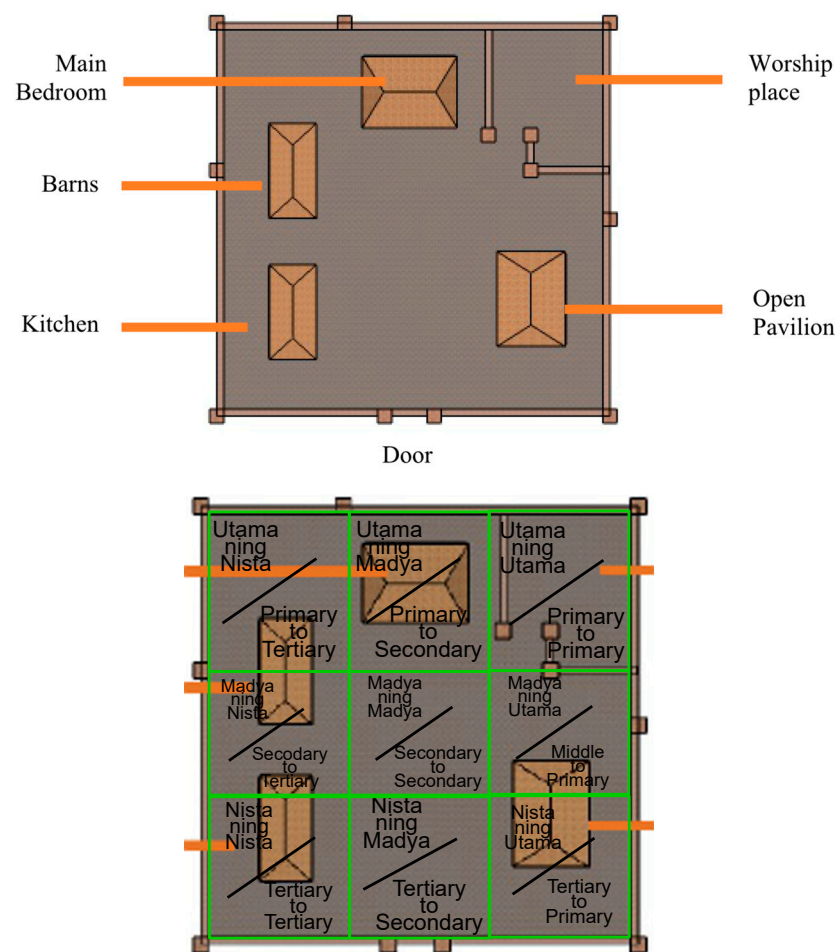 Main
Bedroom
Worship
place
Barns
Kitchen
Open
Pavilion
Door
Utama
ning
Nista
Primary
to
Tertiary
Utama
ning
Madya
Primary
to
Secondary
Utama
ning
Utama
Primary
to
Primary
Madya
ning
Nista
Secodary
to
Tertiary
Madya
ning
Madya
Secondary
to
Secondary
Madya
ning
Utama
Middle
to
Primary
Nista
ning
Nista
Tertiary
to
Tertiary
Nista
ning
Madya
Tertiary
to
Secondary
Nista
ning
Utama
Tertiary
to
Primary